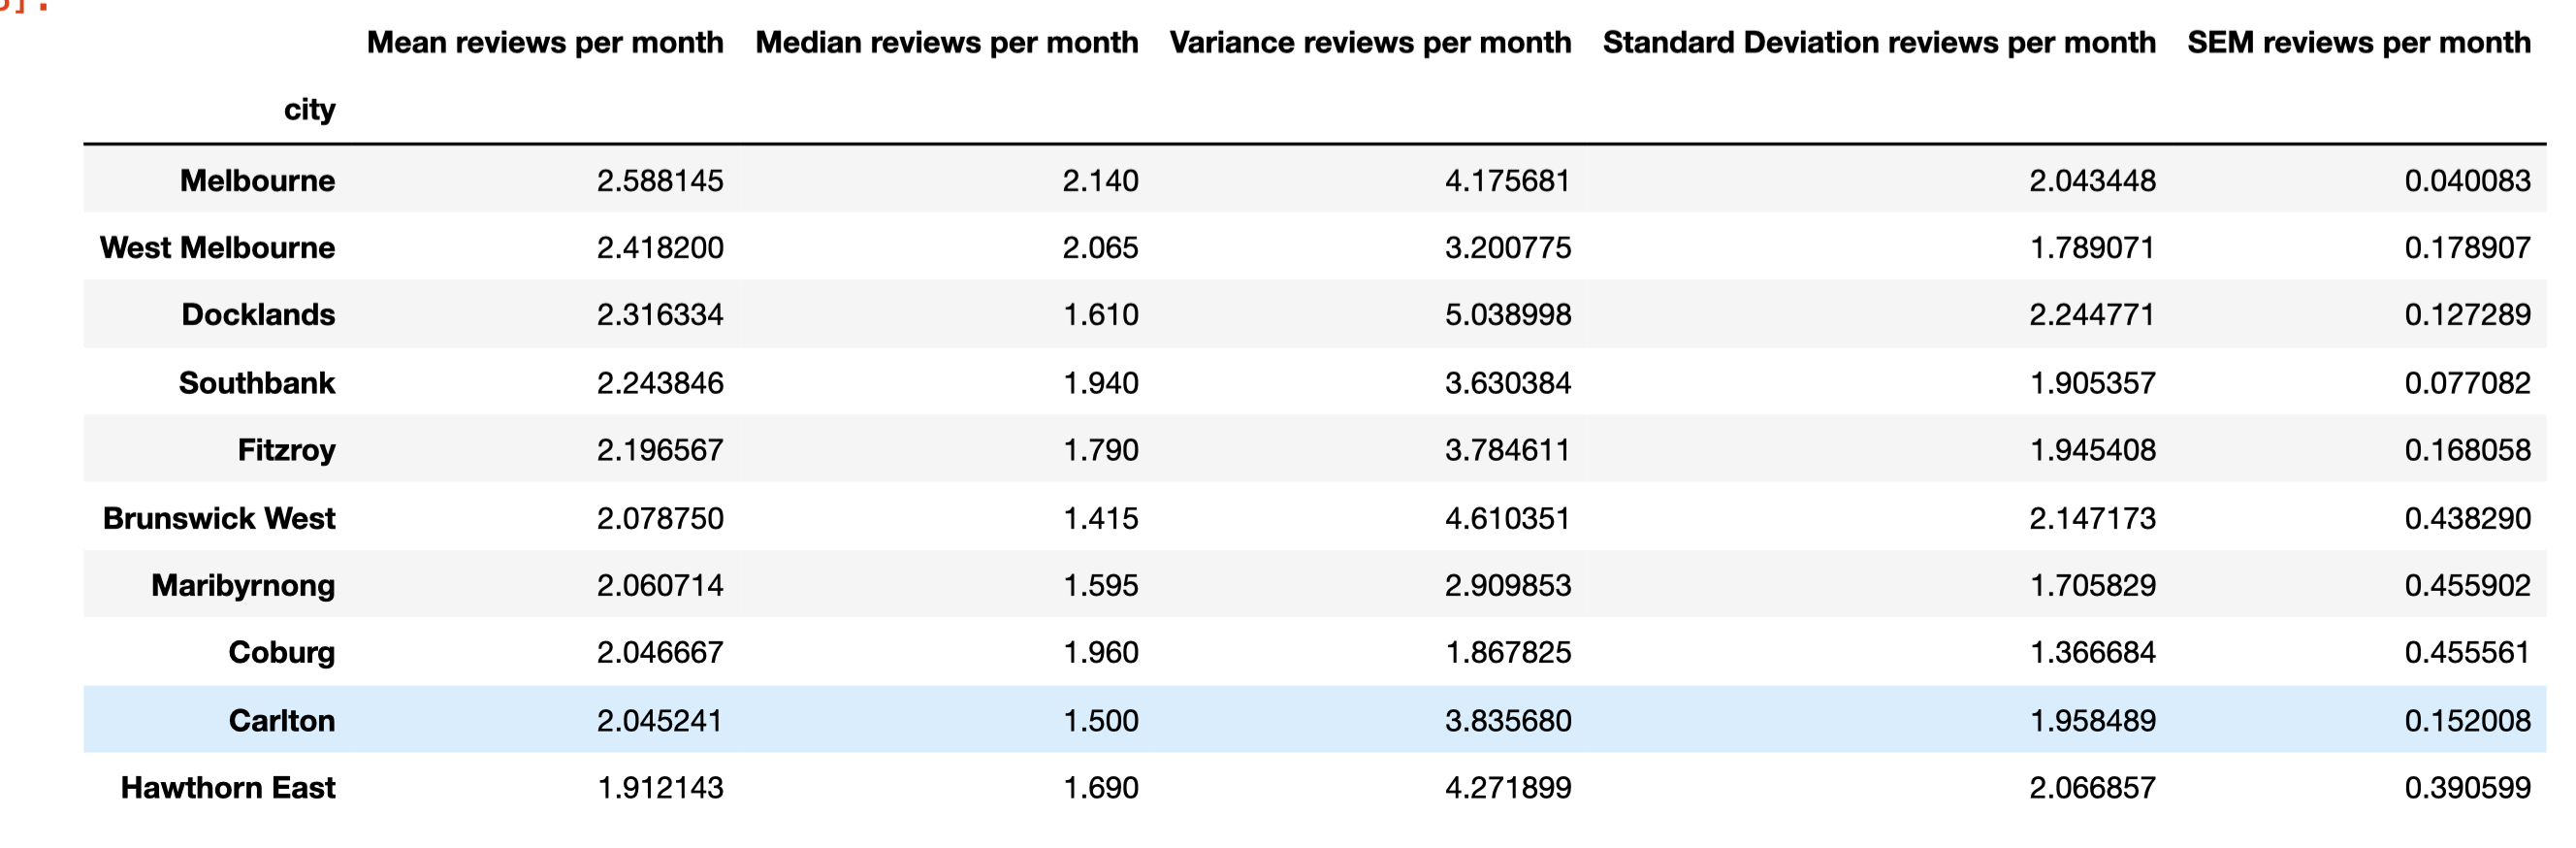 Mean reviews per month Median reviews per month Variance reviews per month Standard Deviation reviews per month SEM reviews per month
city
Melbourne 2.588145 2.140 4.175681 2.043448 0.040083
West Melbourne 2.418200 2.065 3.200775 1.789071 0.178907
Docklands 2.316334 1.610 5.038998 2.244771 0.127289
Southbank 2.243846 1.940 3.630384 1.905357 0.077082
Fitzroy 2.196567 1.790 3.784611 1.945408 0.168058
Brunswick West 2.078750 1.415 4.610351 2.147173 0.438290
Maribyrnong 2.060714 1.595 2.909853 1.705829 0.455902
Coburg 2.046667 1.960 1.867825 1.366684 0.455561
Carlton 2.045241 1.500 3.835680 1.958489 0.152008
Hawthorn East 1.912143 1.690 4.271899 2.066857 0.390599